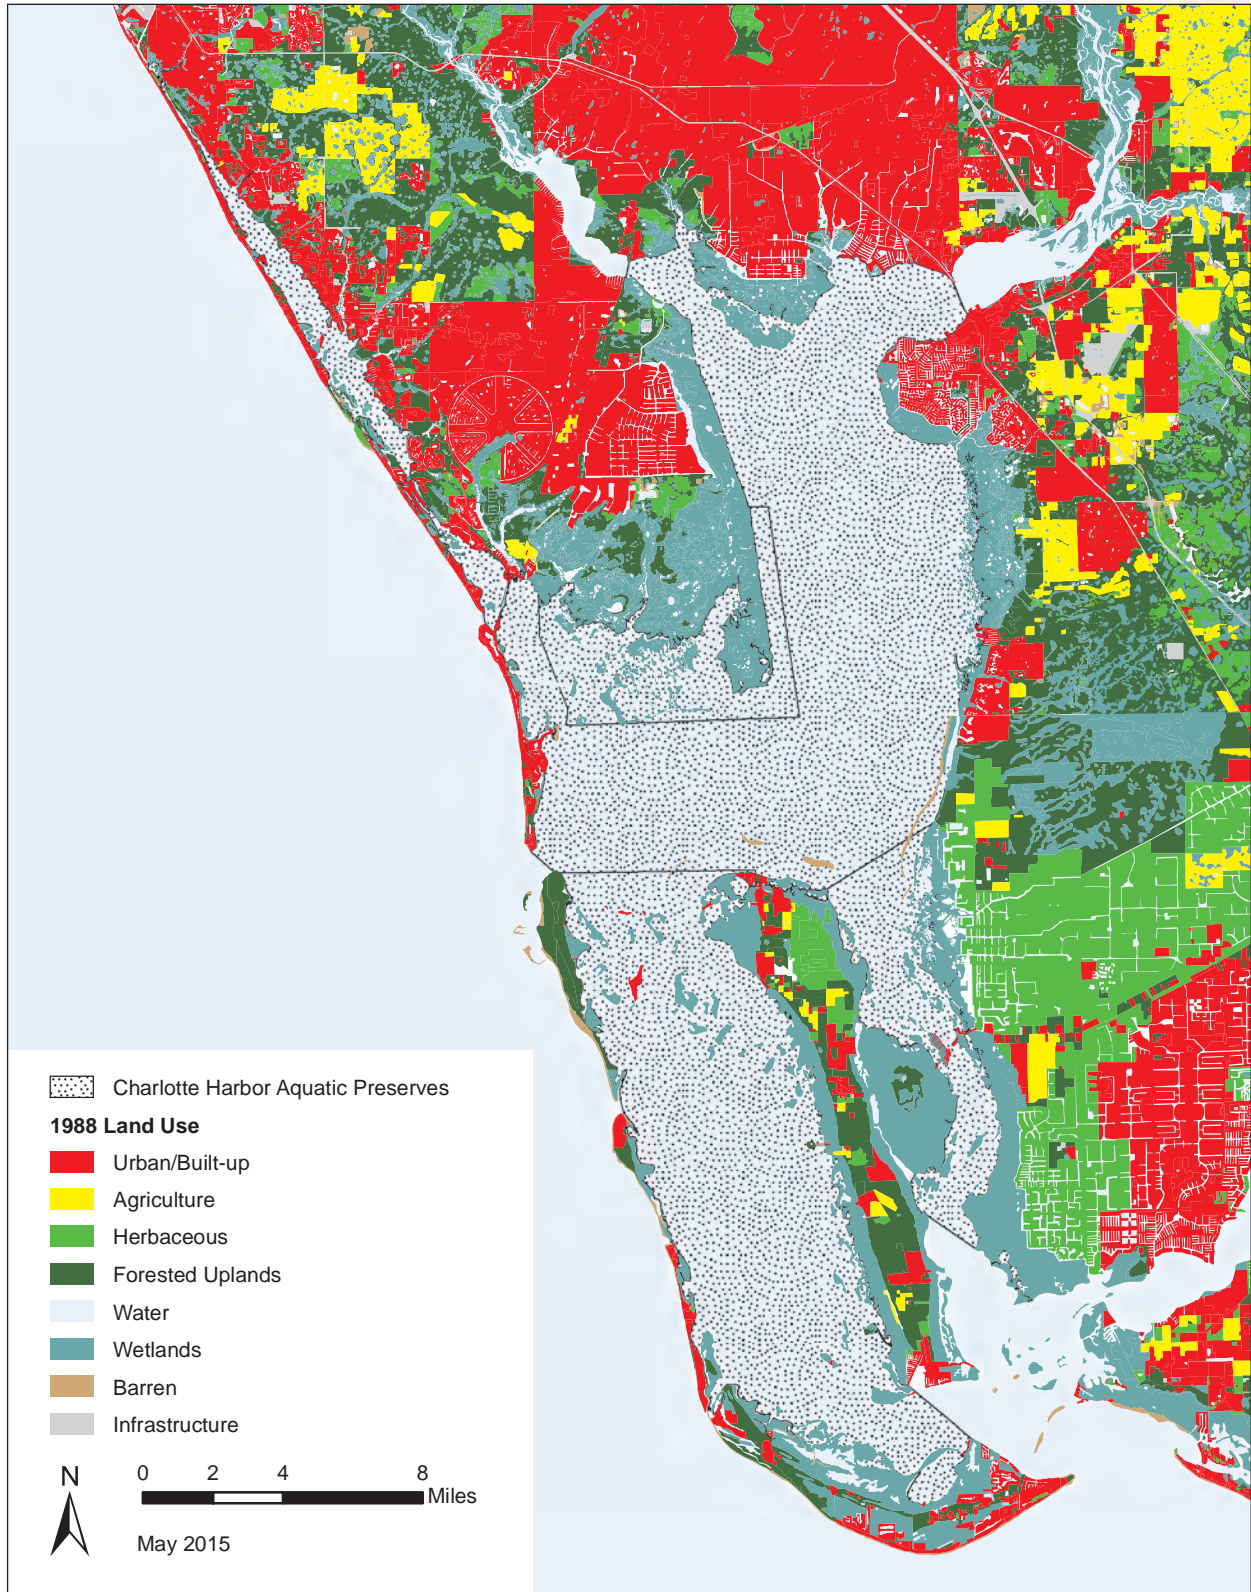 Charlotte Harbor Aquatic Preserves
1988 Land Use
Urban/Built-up
Agriculture
Herbaceous
Forested Uplands
Water
Wetlands
Barren
Infrastructure
N
0 2 4 8
Miles
May 2015